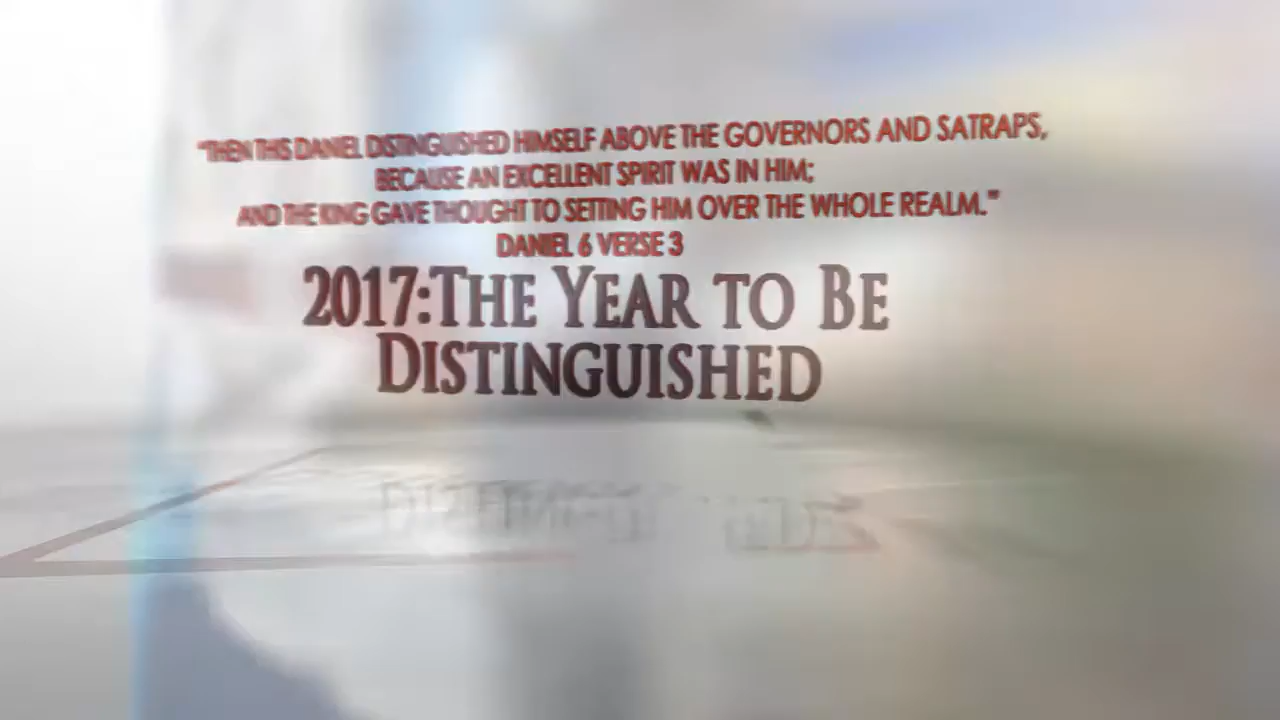 "THEN THIS DANIEL DISTINGUISHED HIMSELF ABOVE THE GOVERNORS AND SATRAPS,
BECAUSE AN EXCELLENT SPIRIT WAS IN HIM;
AND THE KING GAVE THOUGHT TO SETTING HIM OVER THE WHOLE REALM."
DANIEL 6 VERSE 3
2017:THE YEAR TO BE
DISTINGUISHED